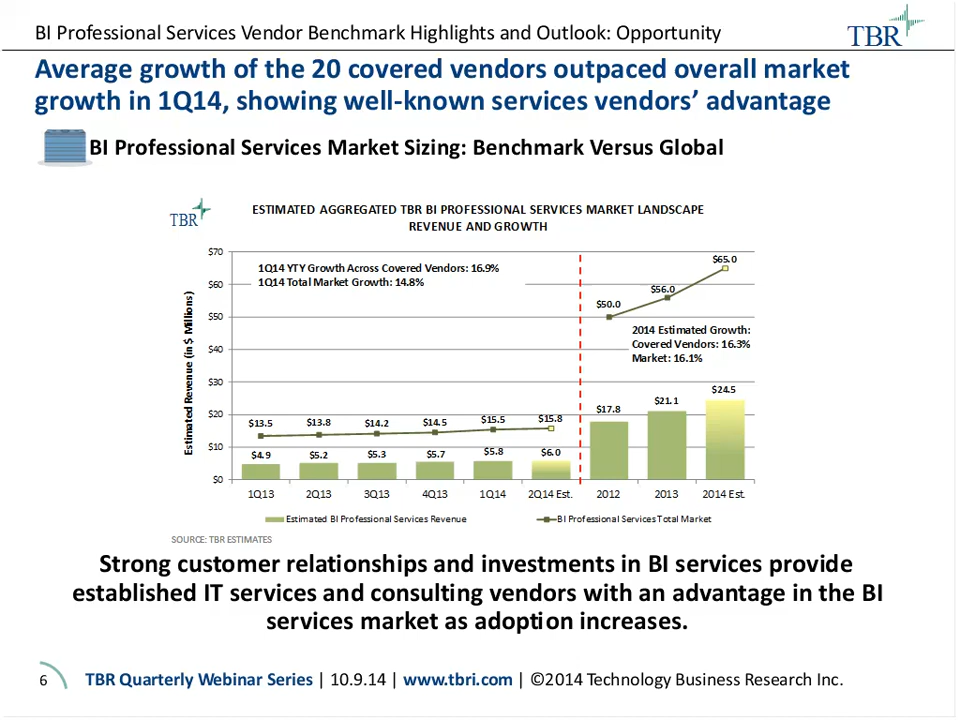 BI Professional Services Vendor Benchmark Highlights and Outlook: Opportunity
TBR
Average growth of the 20 covered vendors outpaced overall market
growth in 1Q14, showing well-known services vendors’ advantage
BI Professional Services Market Sizing: Benchmark Versus Global
TBR
ESTIMATED AGGREGATED TBR BI PROFESSIONAL SERVICES MARKET LANDSCAPE
REVENUE AND GROWTH
Estimated Revenue (in $ Millions)
$70
$60
$50
$40
$30
$20
$10
$0
1Q14 YTY Growth Across Covered Vendors: 16.9%
1Q14 Total Market Growth: 14.8%
$65.0
$56.0
$50.0
2014 Estimated Growth:
Covered Vendors: 16.3%
Market: 16.1%
$13.5 $13.8 $14.2 $14.5 $15.5 $15.8
$17.8 $21.1 $24.5
$4.9 $5.2 $5.3 $5.7 $5.8 $6.0
1Q13 2Q13 3Q13 4Q13 1Q14 2Q14 Est. 2012 2013 2014 Est.
Estimated BI Professional Services Revenue
BI Professional Services Total Market
SOURCE: TBR ESTIMATES
Strong customer relationships and investments in BI services provide
established IT services and consulting vendors with an advantage in the BI
services market as adoption increases.
6
TBR Quarterly Webinar Series | 10.9.14 | www.tbri.com | ©2014 Technology Business Research Inc.